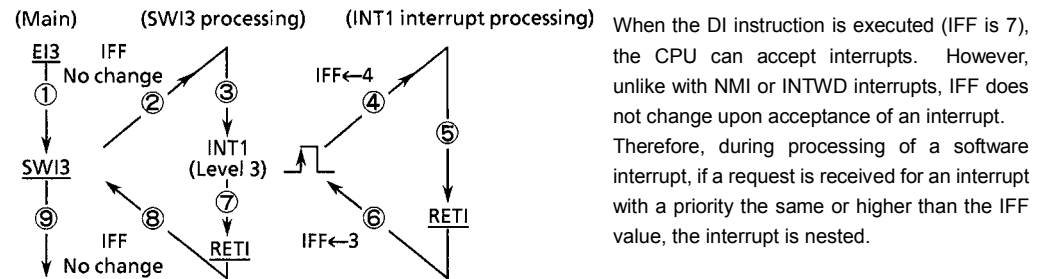 (Main) (SWI3 processing) (INT1 interrupt processing)
EI3 IFF
No change
IFF←4
① ② ③ ④ ⑤
INT1
(Level 3)
SWI3
⑨ ⑧ ⑦ ⑥
RETI
IFF
No change
RETI
IFF←3
When the DI instruction is executed (IFF is 7),
the CPU can accept interrupts. However,
unlike with NMI or INTWD interrupts, IFF does
not change upon acceptance of an interrupt.
Therefore, during processing of a software
interrupt, if a request is received for an interrupt
with a priority the same or higher than the IFF
value, the interrupt is nested.